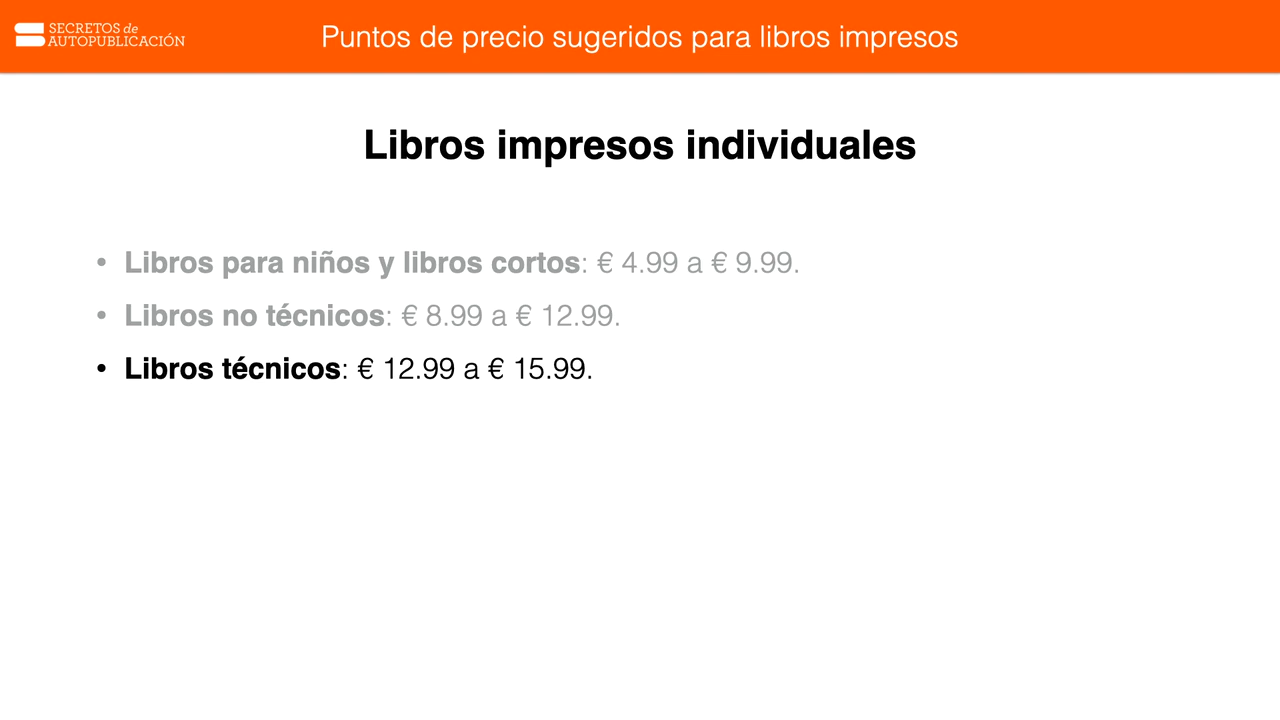 SECRETOS de
AUTOPUBLICACIÓN
Puntos de precio sugeridos para libros impresos
Libros impresos individuales
• Libros para niños y libros cortos: € 4.99 a € 9.99.
• Libros no técnicos: € 8.99 a € 12.99.
• Libros técnicos: € 12.99 a € 15.99.